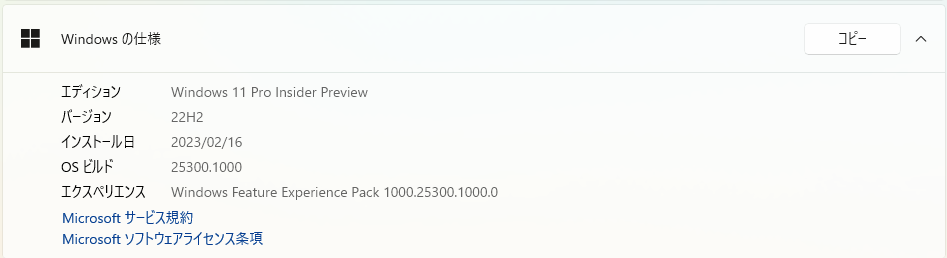 Windows の仕様
コピー
エディション Windows 11 Pro Insider Preview
バージョン 22H2
インストール日 2023/02/16
OS ビルド 25300.1000
エクスペリエンス Windows Feature Experience Pack 1000.25300.1000.0
Microsoft サービス規約
Microsoft ソフトウェアライセンス条項